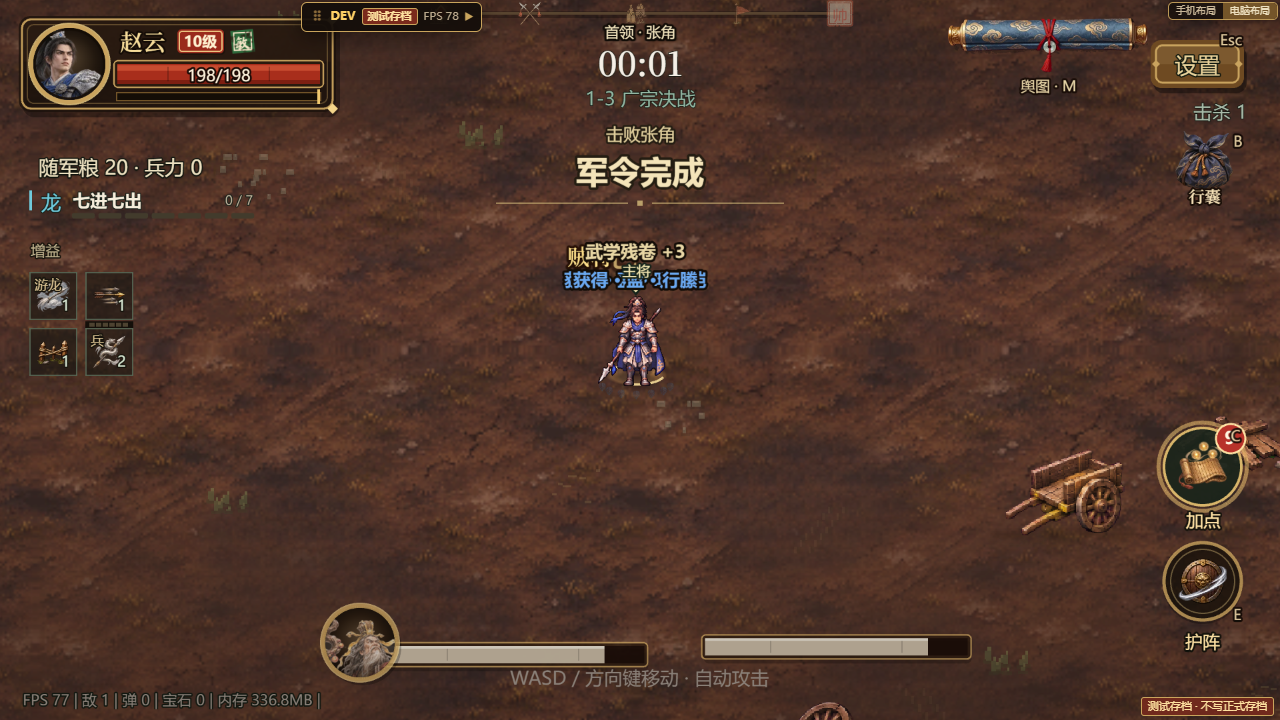 DEV 测试存档 FPS 78 ▶
手机布局 电脑布局
赵云 10级
198/198
首领 · 张角
00:01
1-3 广宗决战
击败张角
军令完成
舆图 · M
Esc
设置
击杀 1
B
行囊
随军粮 20 · 兵力 0
龙 七进七出 0 / 7
增益
游龙 1
1
1
兵 2
武学残卷 +3
主将
加点
E
护阵
WASD / 方向键移动 · 自动攻击
FPS 77 | 敌 1 | 弹 0 | 宝石 0 | 内存 336.8MB |
测试存档 · 不写正式存档